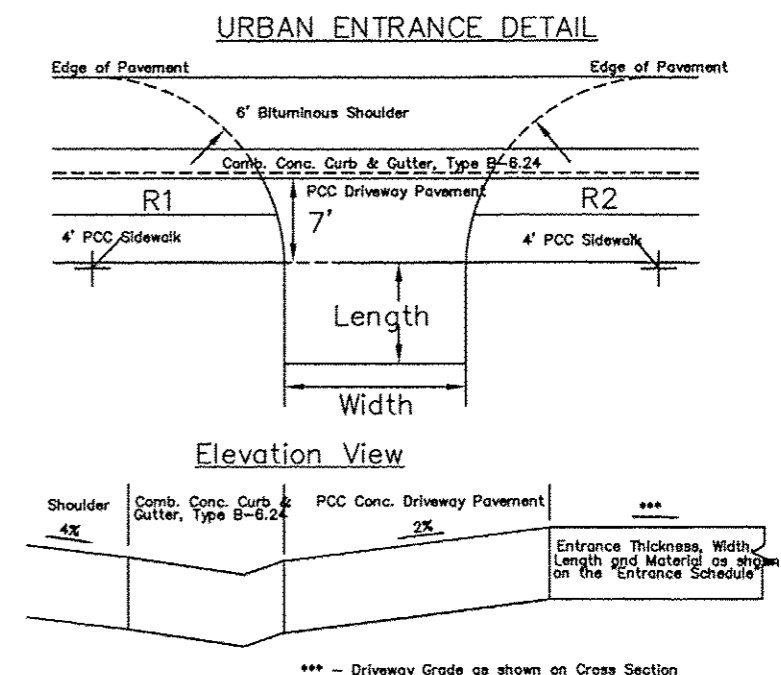 URBAN ENTRANCE DETAIL
Edge of Pavement
Edge of Pavement
6' Bituminous Shoulder
Comb. Conc. Curb & Gutter, Type B-6.24
PCC Driveway Pavement
R1
7'
R2
4' PCC Sidewalk
4' PCC Sidewalk
Length
Width
Elevation View
Shoulder
4%
Comb. Conc. Curb &
Gutter, Type B-6.24
PCC Conc. Driveway Pavement
2%
***
Entrance Thickness, Width,
Length and Material as shown
on the "Entrance Schedule"
*** - Driveway Grade as shown on Cross Section